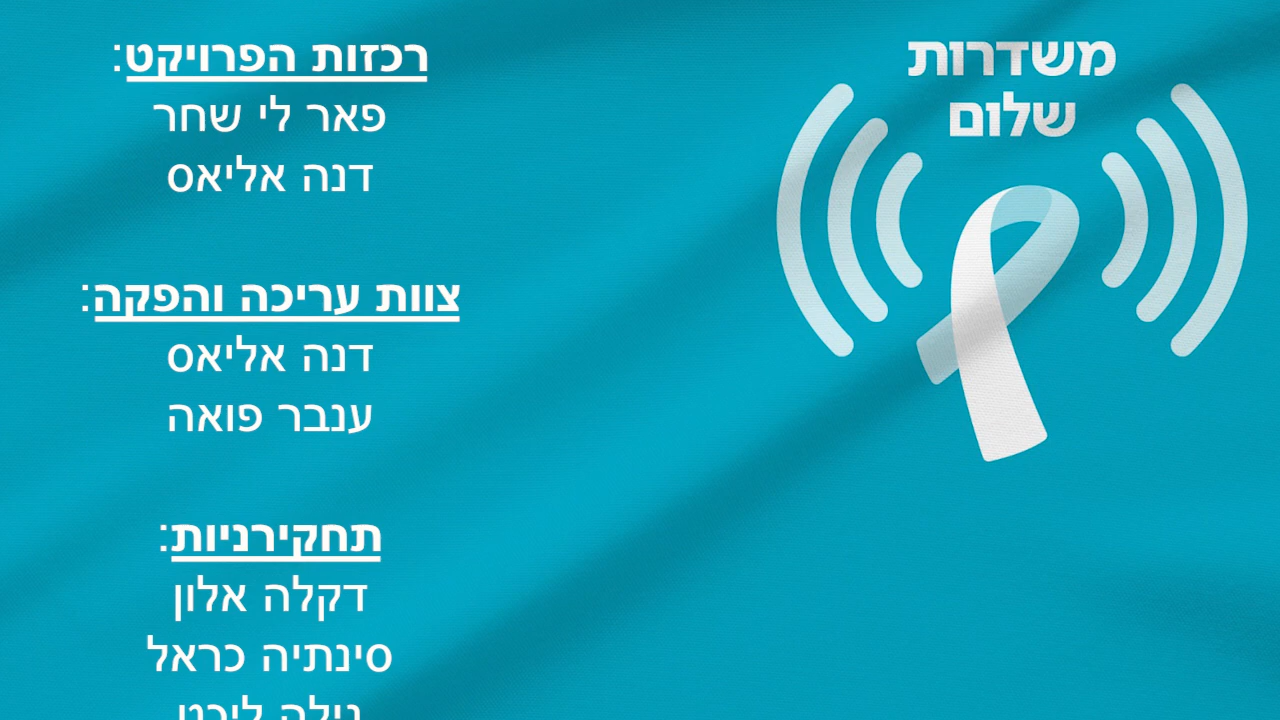 משדרות
שלום
רכזות הפרויקט:
פאר לי שחר
דנה אליאס
צוות עריכה והפקה:
דנה אליאס
ענבר פואה
תחקירניות:
דקלה אלון
סינתיה כראל